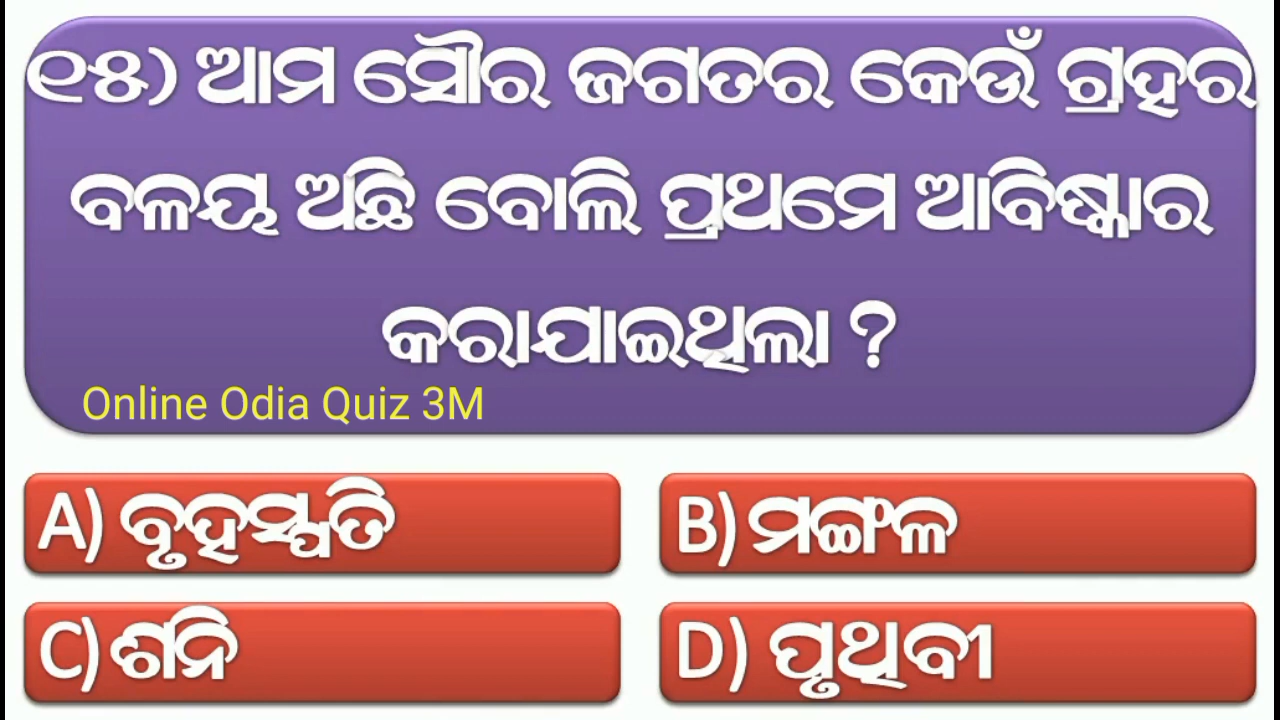 ୧୫) ଆମ ସୌର ଜଗତର କେଉଁ ଗ୍ରହର
ବଳୟ ଅଛି ବୋଲି ପ୍ରଥମେ ଆବିଷ୍କାର
କରାଯାଇଥିଲା ?
Online Odia Quiz 3M
A) ବୃହସ୍ପତି
B) ମଙ୍ଗଳ
C) ଶନି
D) ପୃଥିବୀ